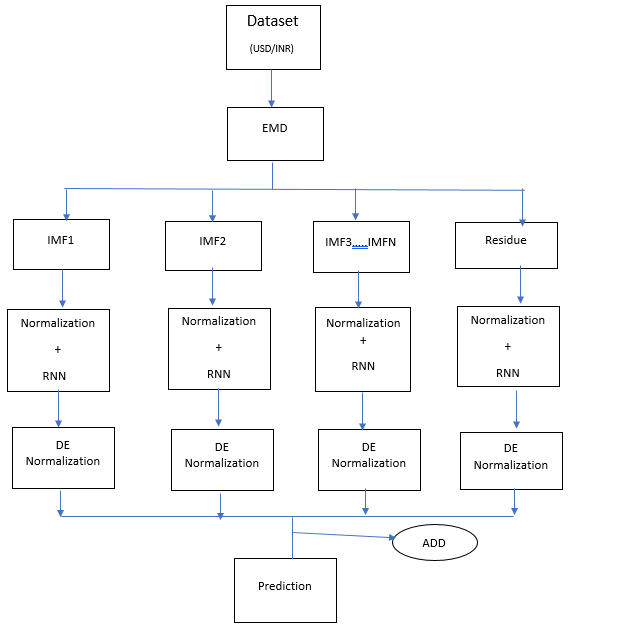 Dataset
(USD/INR)
EMD
IMF1
IMF2
IMF3.....IMFN
Residue
Normalization
+
RNN
Normalization
+
RNN
Normalization
+
RNN
Normalization
+
RNN
DE
Normalization
DE
Normalization
DE
Normalization
DE
Normalization
ADD
Prediction